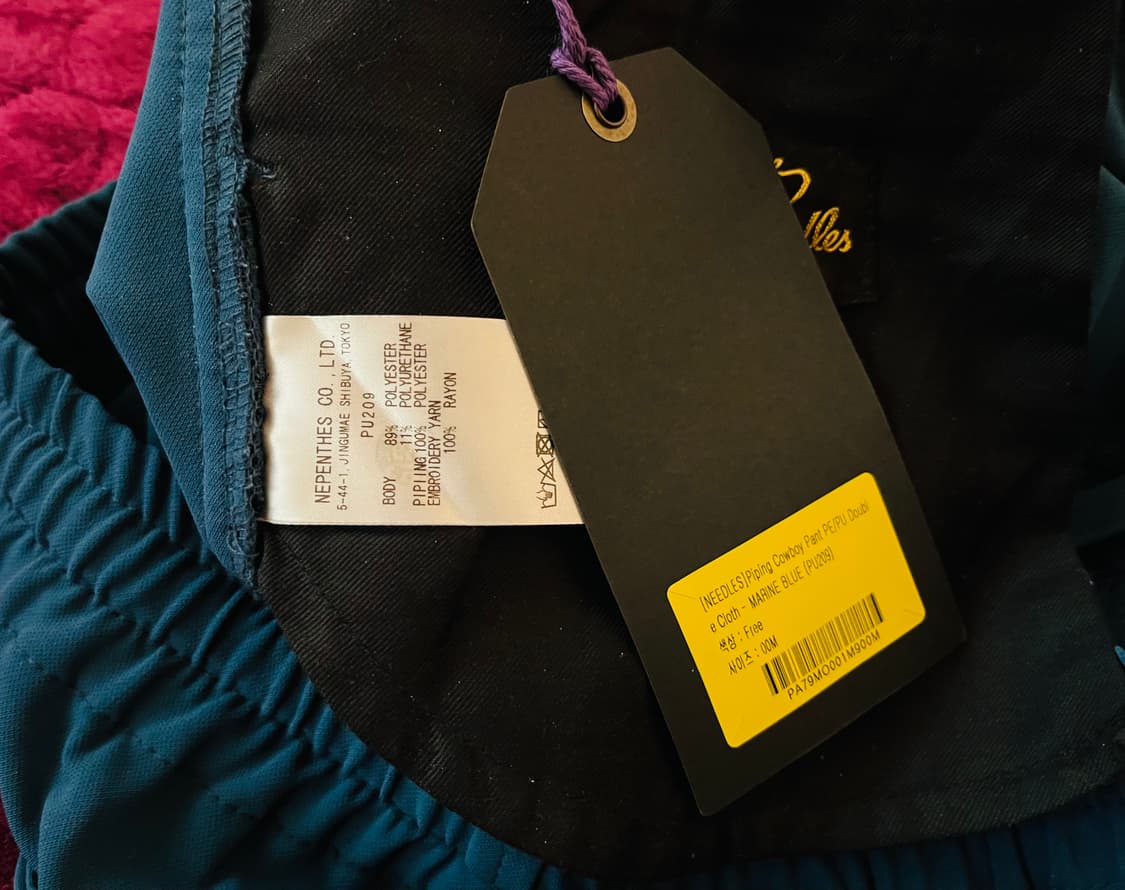 NEPENTHES CO., LTD.
5-44-1, JINGUMAE SHIBUYA, TOKYO
PU209
BODY 89% POLYESTER
11% POLYURETHANE
PIPIING 100% POLYESTER
EMBROIDERY YARN
100% RAYON
dles
[NEEDLES]Piping Cowboy Pant PE/PU Doubl
e Cloth - MARINE BLUE (PU209)
색상 : Free
사이즈 : 00M
PA79MO001M900M